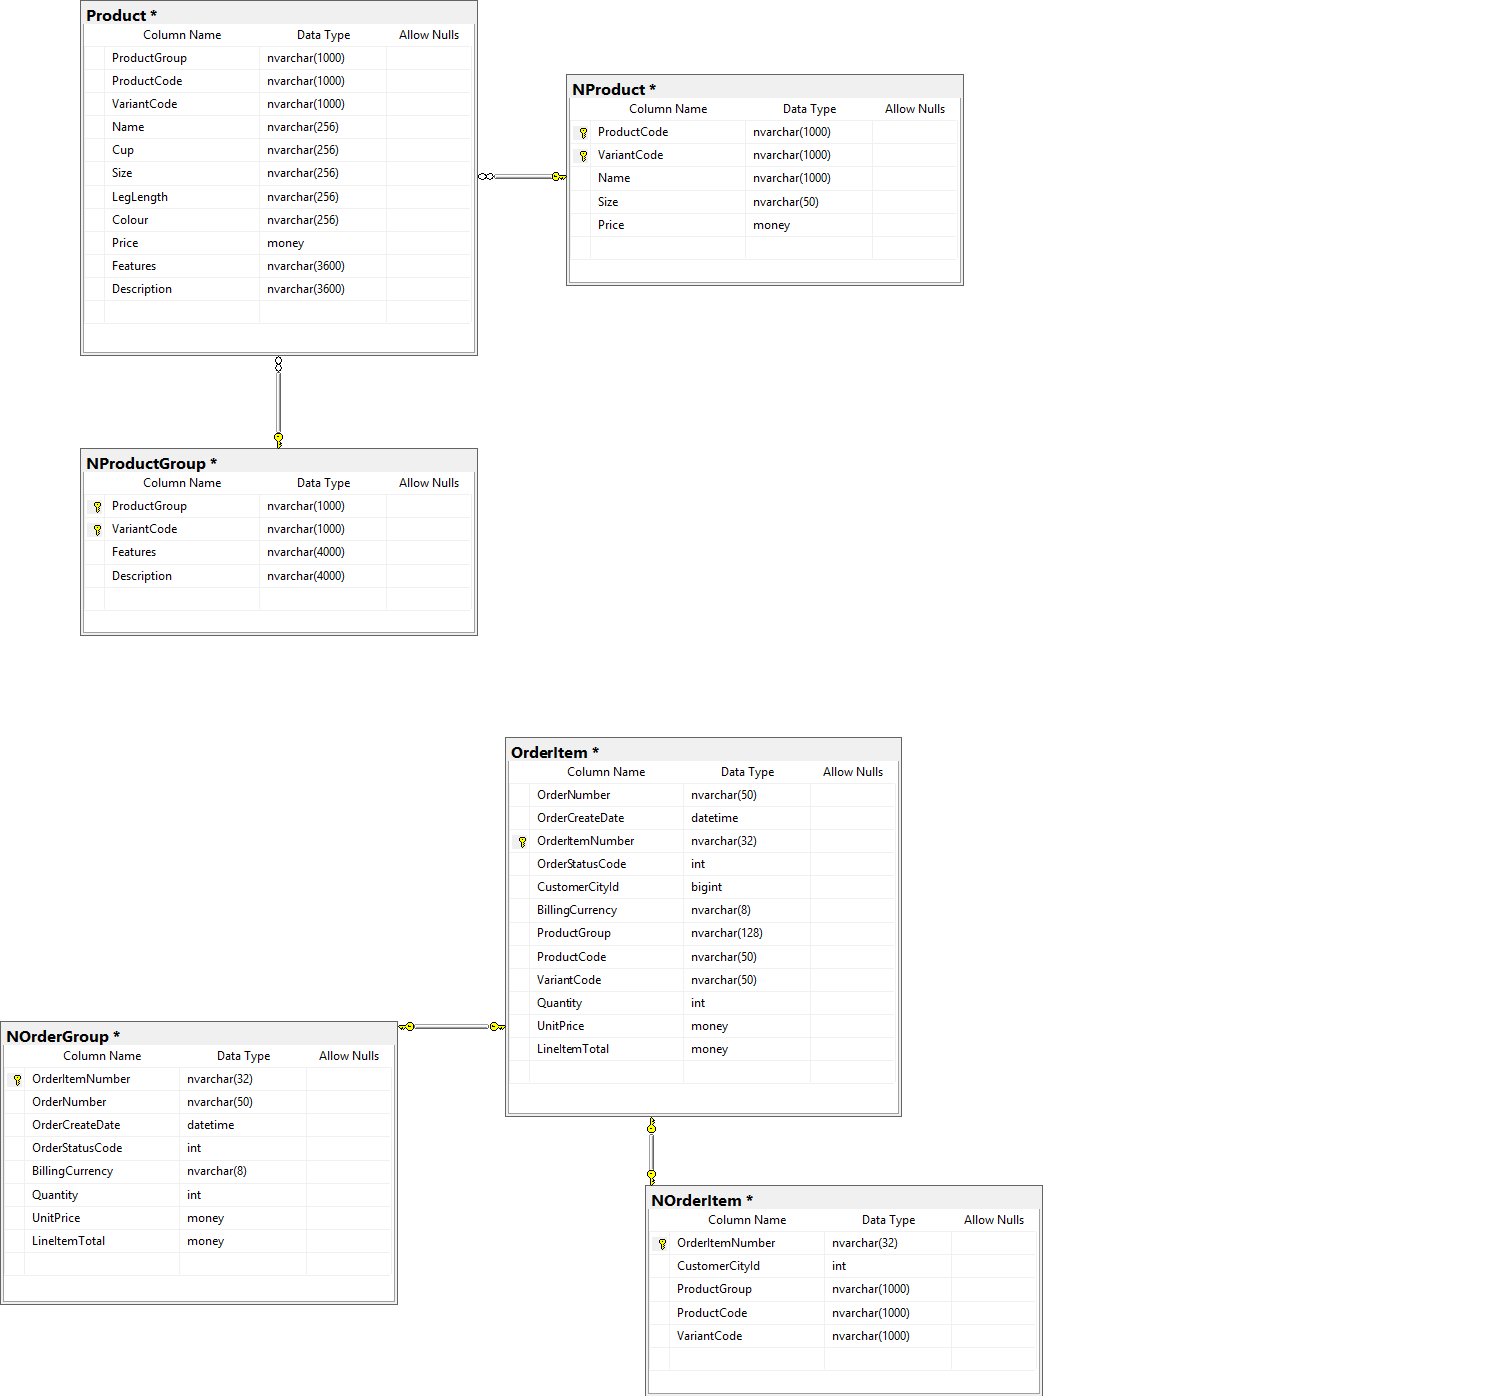 Product *
Column Name Data Type Allow Nulls
ProductGroup nvarchar(1000)
ProductCode nvarchar(1000)
VariantCode nvarchar(1000)
Name nvarchar(256)
Cup nvarchar(256)
Size nvarchar(256)
LegLength nvarchar(256)
Colour nvarchar(256)
Price money
Features nvarchar(3600)
Description nvarchar(3600)
NProduct *
Column Name Data Type Allow Nulls
ProductCode nvarchar(1000)
VariantCode nvarchar(1000)
Name nvarchar(1000)
Size nvarchar(50)
Price money
NProductGroup *
Column Name Data Type Allow Nulls
ProductGroup nvarchar(1000)
VariantCode nvarchar(1000)
Features nvarchar(4000)
Description nvarchar(4000)
OrderItem *
Column Name Data Type Allow Nulls
OrderNumber nvarchar(50)
OrderCreateDate datetime
OrderItemNumber nvarchar(32)
OrderStatusCode int
CustomerCityId bigint
BillingCurrency nvarchar(8)
ProductGroup nvarchar(128)
ProductCode nvarchar(50)
VariantCode nvarchar(50)
Quantity int
UnitPrice money
LineItemTotal money
NOrderGroup *
Column Name Data Type Allow Nulls
OrderItemNumber nvarchar(32)
OrderNumber nvarchar(50)
OrderCreateDate datetime
OrderStatusCode int
BillingCurrency nvarchar(8)
Quantity int
UnitPrice money
LineItemTotal money
NOrderItem *
Column Name Data Type Allow Nulls
OrderItemNumber nvarchar(32)
CustomerCityId int
ProductGroup nvarchar(1000)
ProductCode nvarchar(1000)
VariantCode nvarchar(1000)